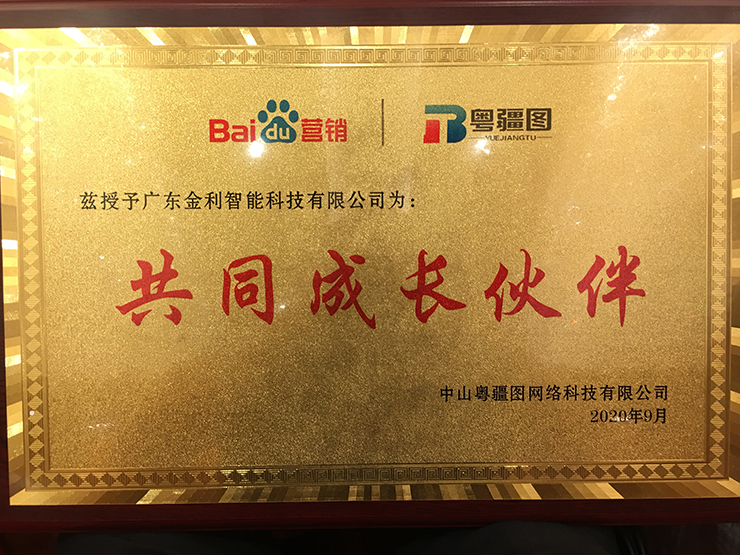 Baidu营销 粤疆图
YUEJIANGTU
兹授予广东金利智能科技有限公司为：
共同成长伙伴
中山粤疆图网络科技有限公司
2020年9月